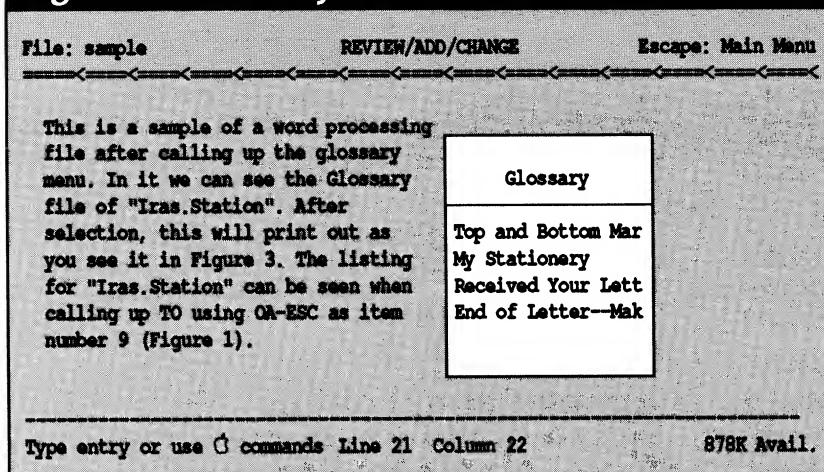 File: sample REVIEW/ADD/CHANGE Escape: Main Menu
=====<====<====<====<====<====<====<====<====<====<====<====<====<====<====<====<
This is a sample of a word processing
file after calling up the glossary
menu. In it we can see the Glossary
file of "Iras.Station". After
selection, this will print out as
you see it in Figure 3. The listing
for "Iras.Station" can be seen when
calling up TO using OA-ESC as item
number 9 (Figure 1).
Glossary
Top and Bottom Mar
My Stationery
Received Your Lett
End of Letter--Mak
Type entry or use commands Line 21 Column 22 878K Avail.